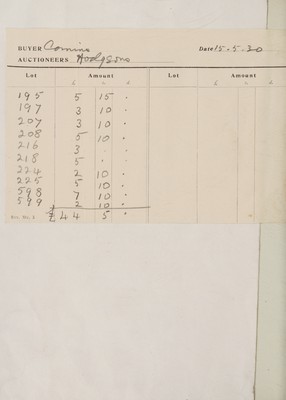 BUYER Comins Date 15.5.30
AUCTIONEERS Hodgsons
Lot Amount Lot Amount
£ s d £ s d
195 5 15 .
197 3 10 .
207 3 10 .
208 5 10 .
216 3 . .
218 5 . .
224 2 10 .
225 5 10 .
598 7 10 .
599 2 10 .
£ 44 5 .